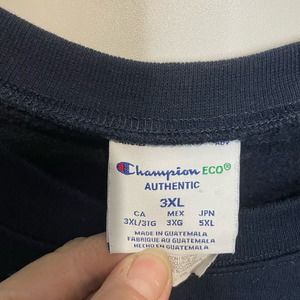 Champion ECO®
AUTHENTIC
3XL
CA MEX JPN
3XL/3TG 3XG 5XL
MADE IN GUATEMALA
FABRIQUÉ AU GUATEMALA
HECHO EN GUATEMALA